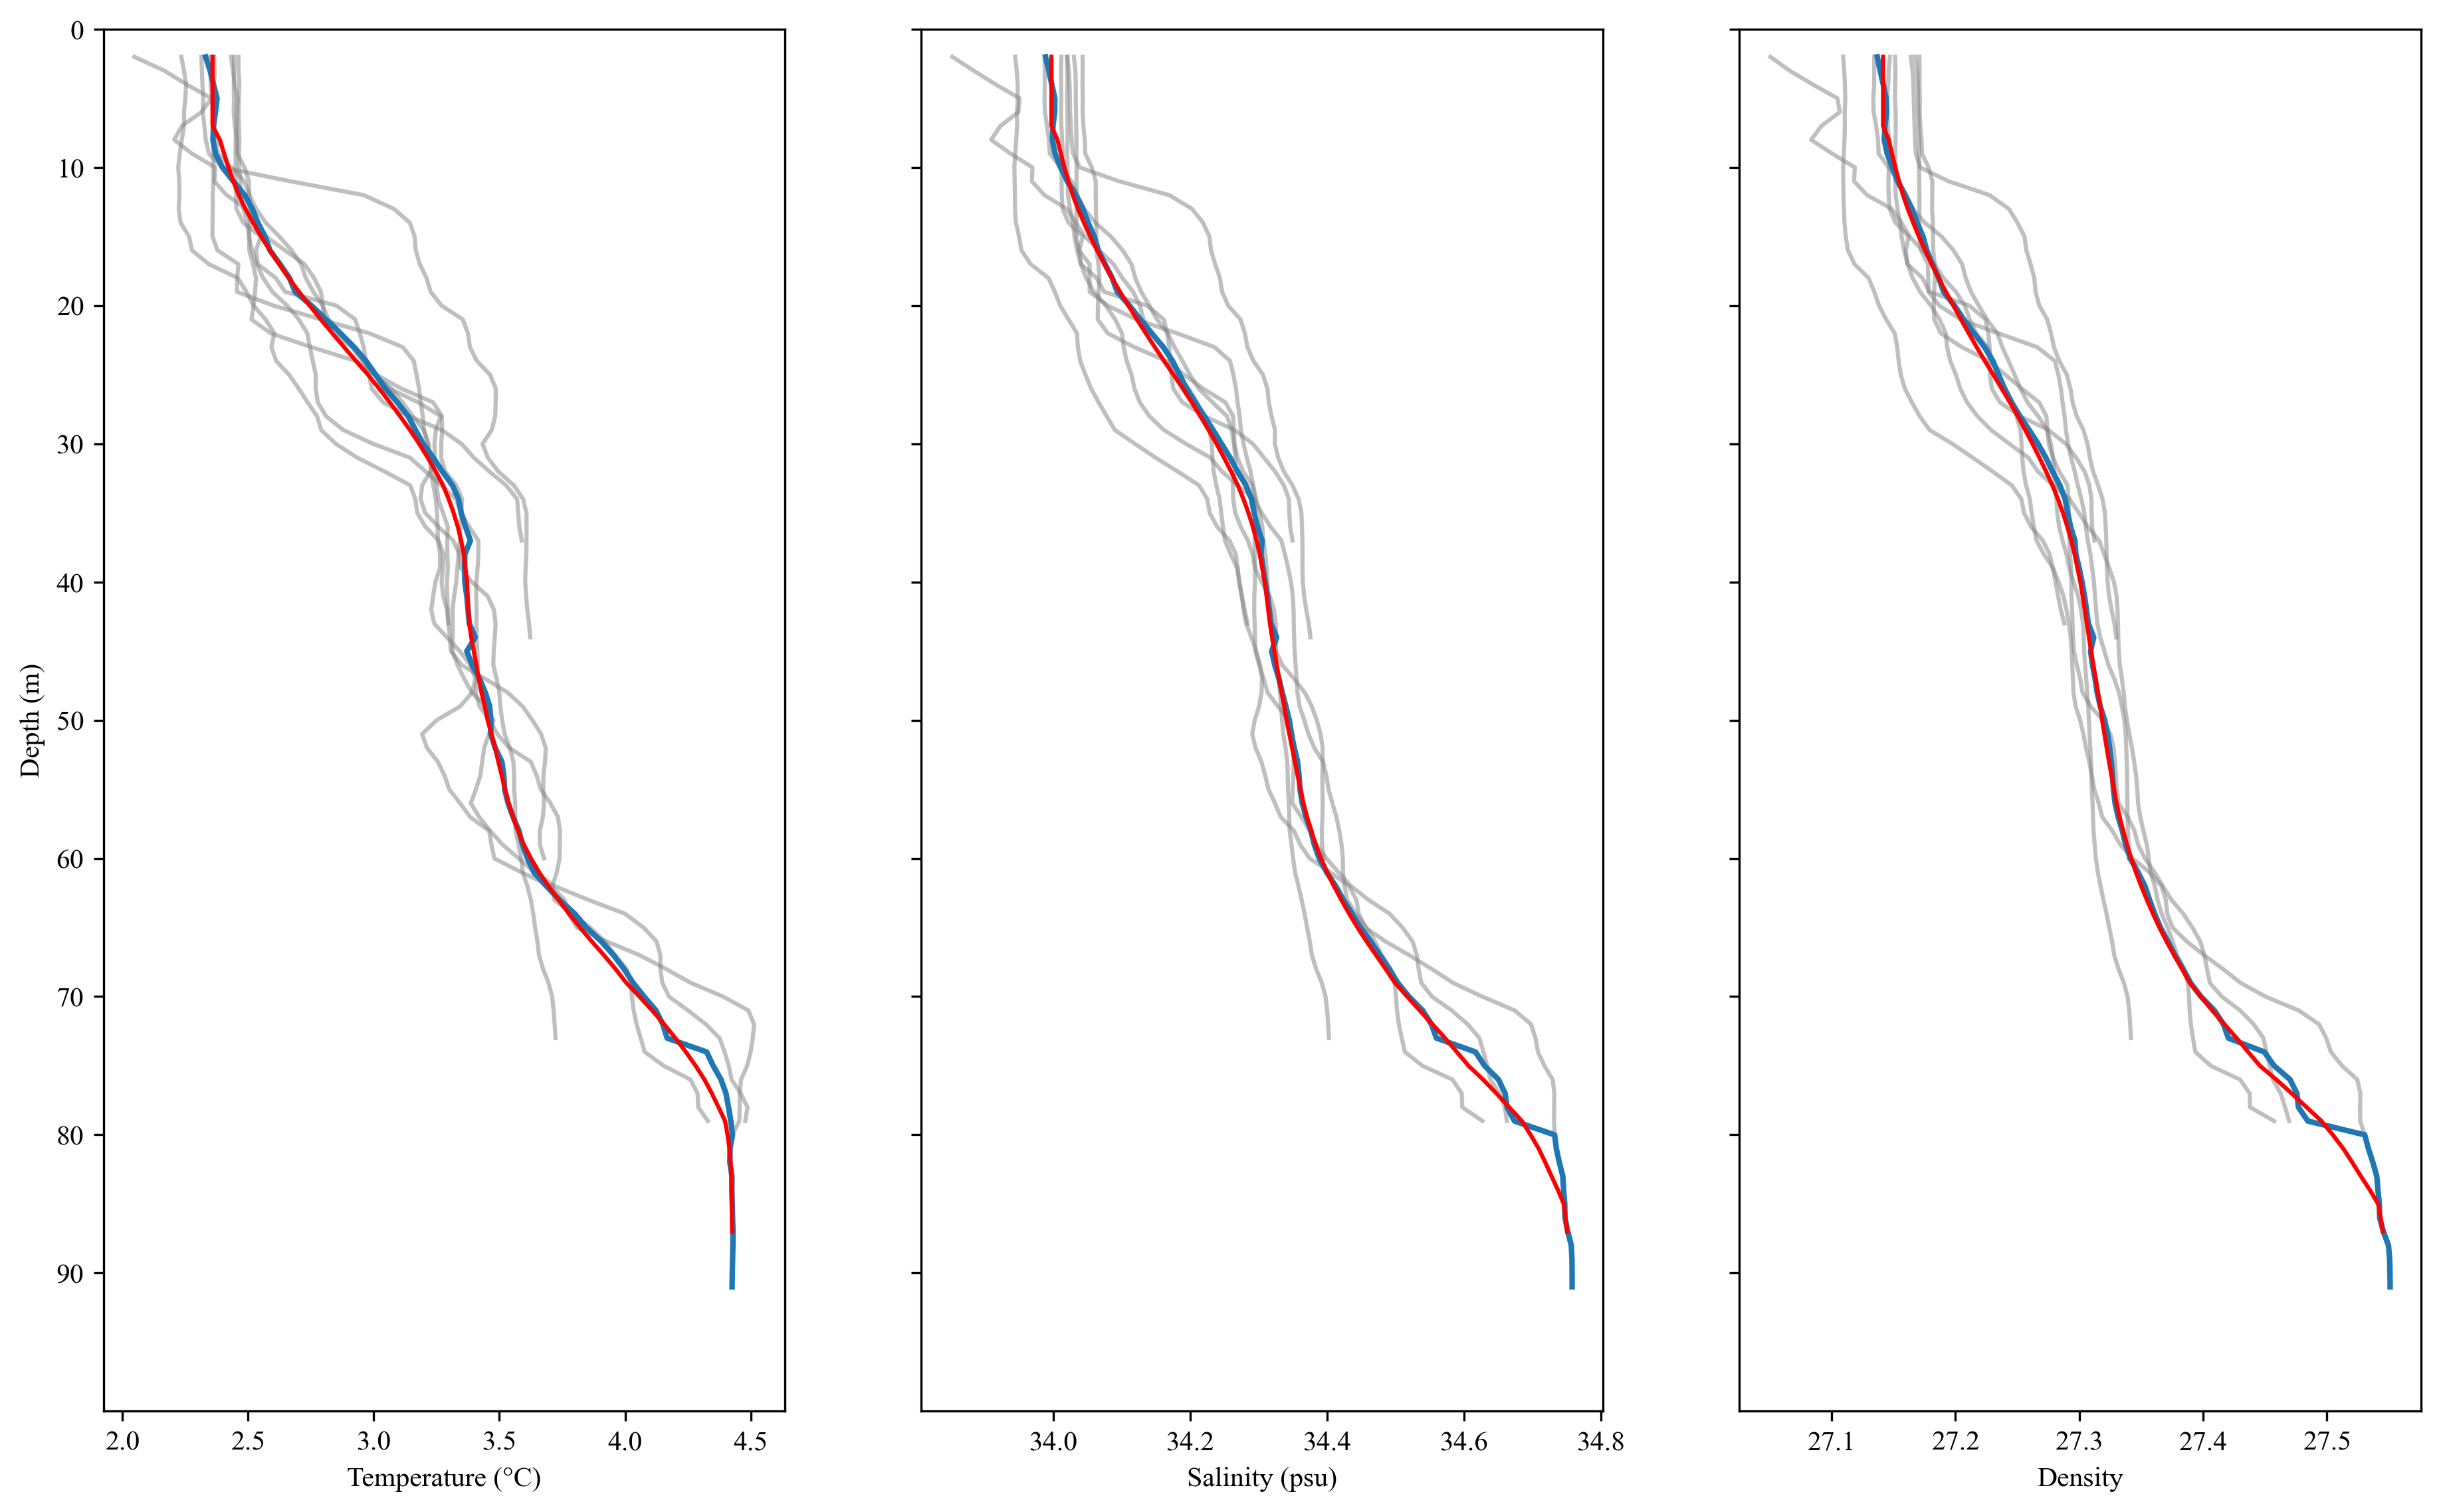 0
10
20
30
40
50
60
70
80
90
Depth (m)
2.0 2.5 3.0 3.5 4.0 4.5
Temperature (°C)
34.0 34.2 34.4 34.6 34.8
Salinity (psu)
27.1 27.2 27.3 27.4 27.5
Density